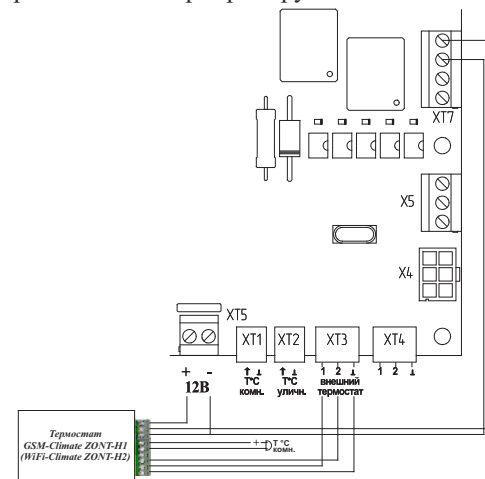 XT7
X5
X4
XT5
XT1
XT2
XT3
XT4
+ -
12В
T°C
комн.
T°C
уличн.
1 2
внешний
термостат
1 2
Термостат
GSM-Climate ZONT-H1
(WiFi-Climate ZONT-H2)
+
-
T °C
комн.